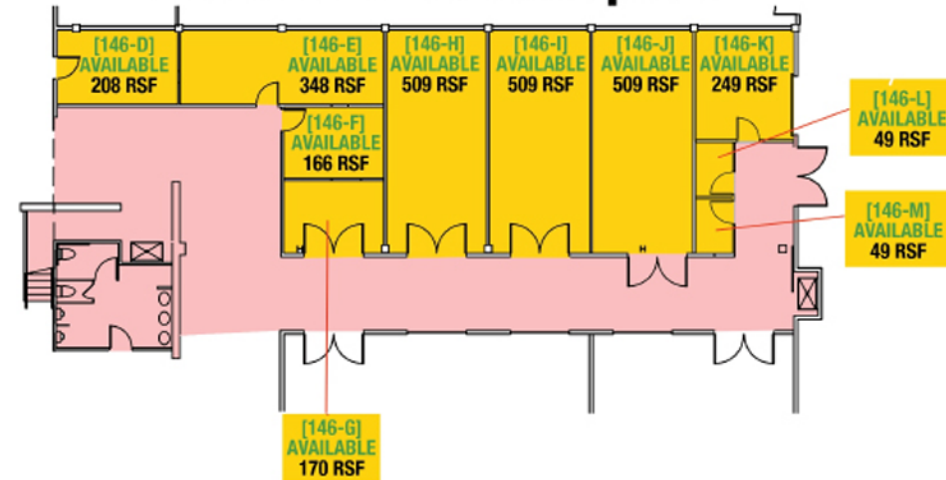 [146-D]
AVAILABLE
208 RSF
[146-E]
AVAILABLE
348 RSF
[146-H]
AVAILABLE
509 RSF
[146-I]
AVAILABLE
509 RSF
[146-J]
AVAILABLE
509 RSF
[146-K]
AVAILABLE
249 RSF
[146-L]
AVAILABLE
49 RSF
[146-F]
AVAILABLE
166 RSF
[146-M]
AVAILABLE
49 RSF
H
H
[146-G]
AVAILABLE
170 RSF